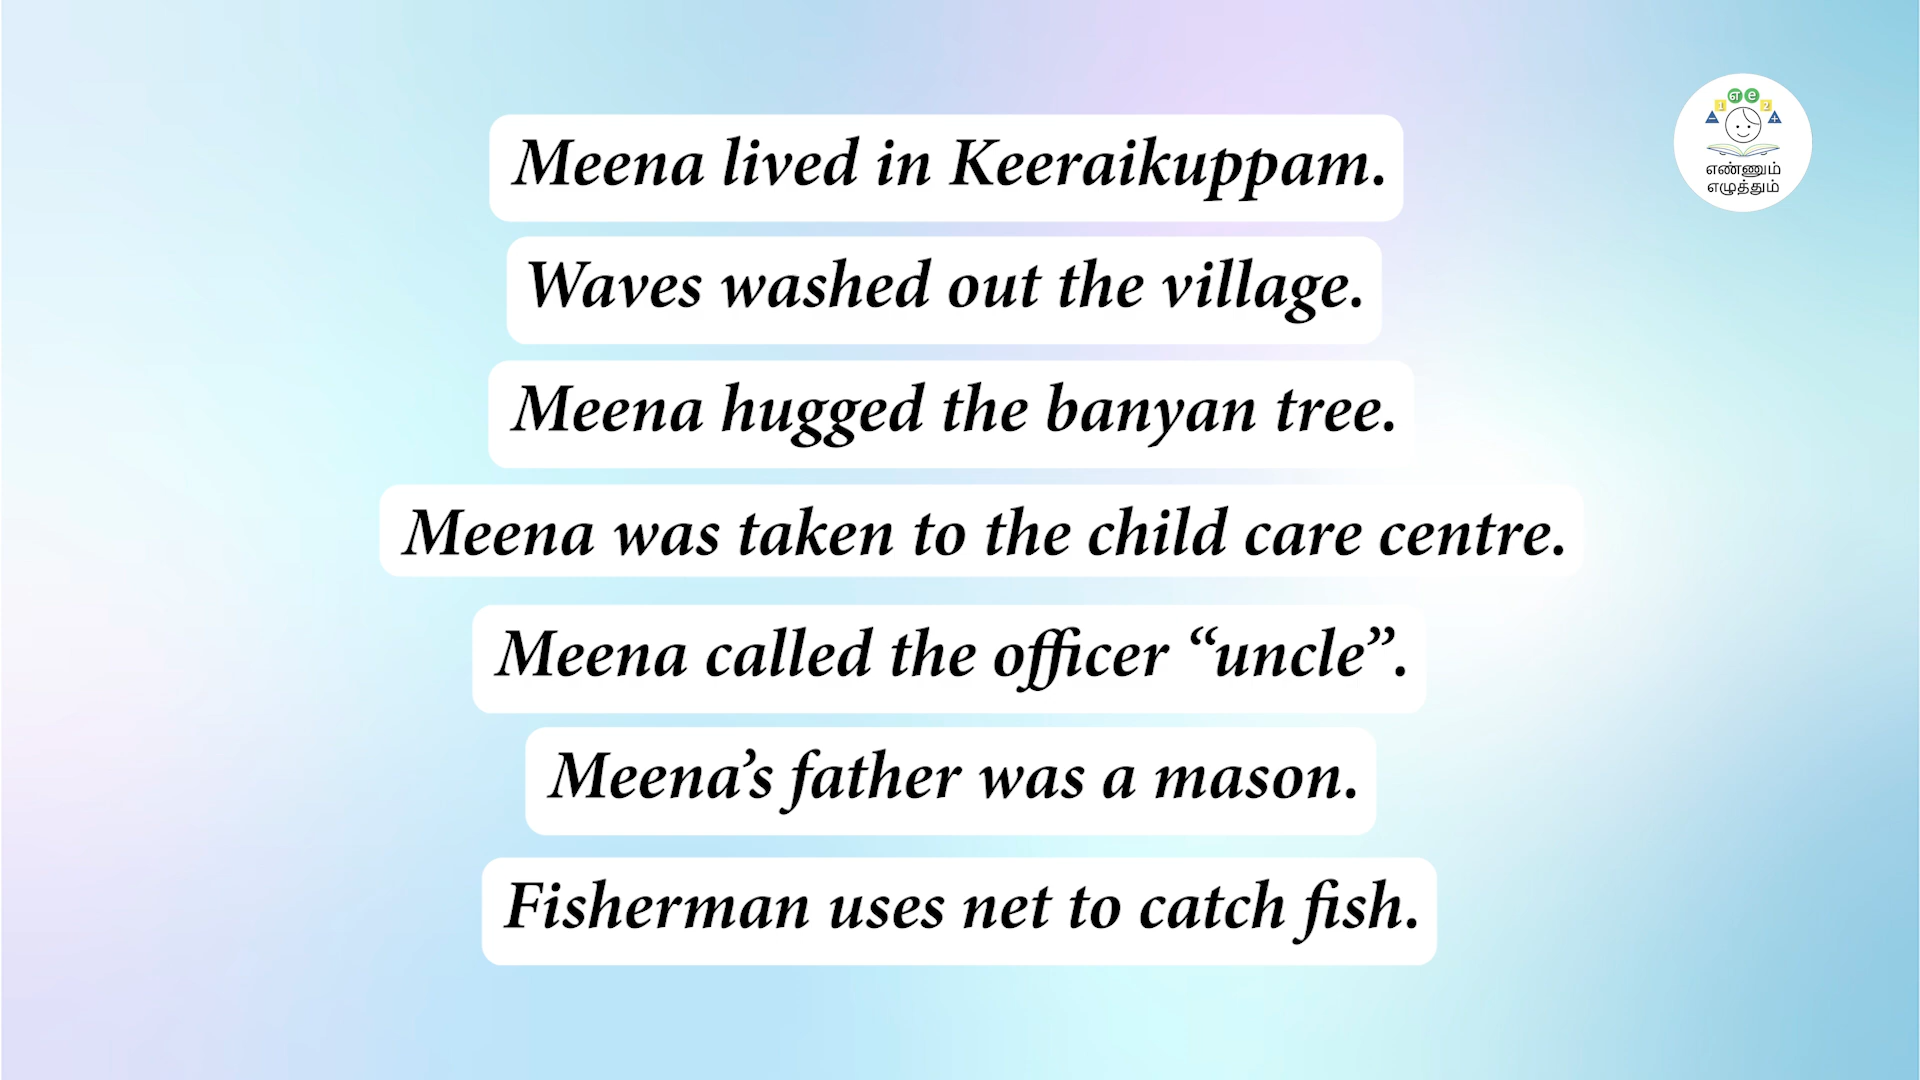 Meena lived in Keeraikuppam.
Waves washed out the village.
Meena hugged the banyan tree.
Meena was taken to the child care centre.
Meena called the officer “uncle”.
Meena’s father was a mason.
Fisherman uses net to catch fish.
1 எ e 2
− +
எண்ணும்
எழுத்தும்